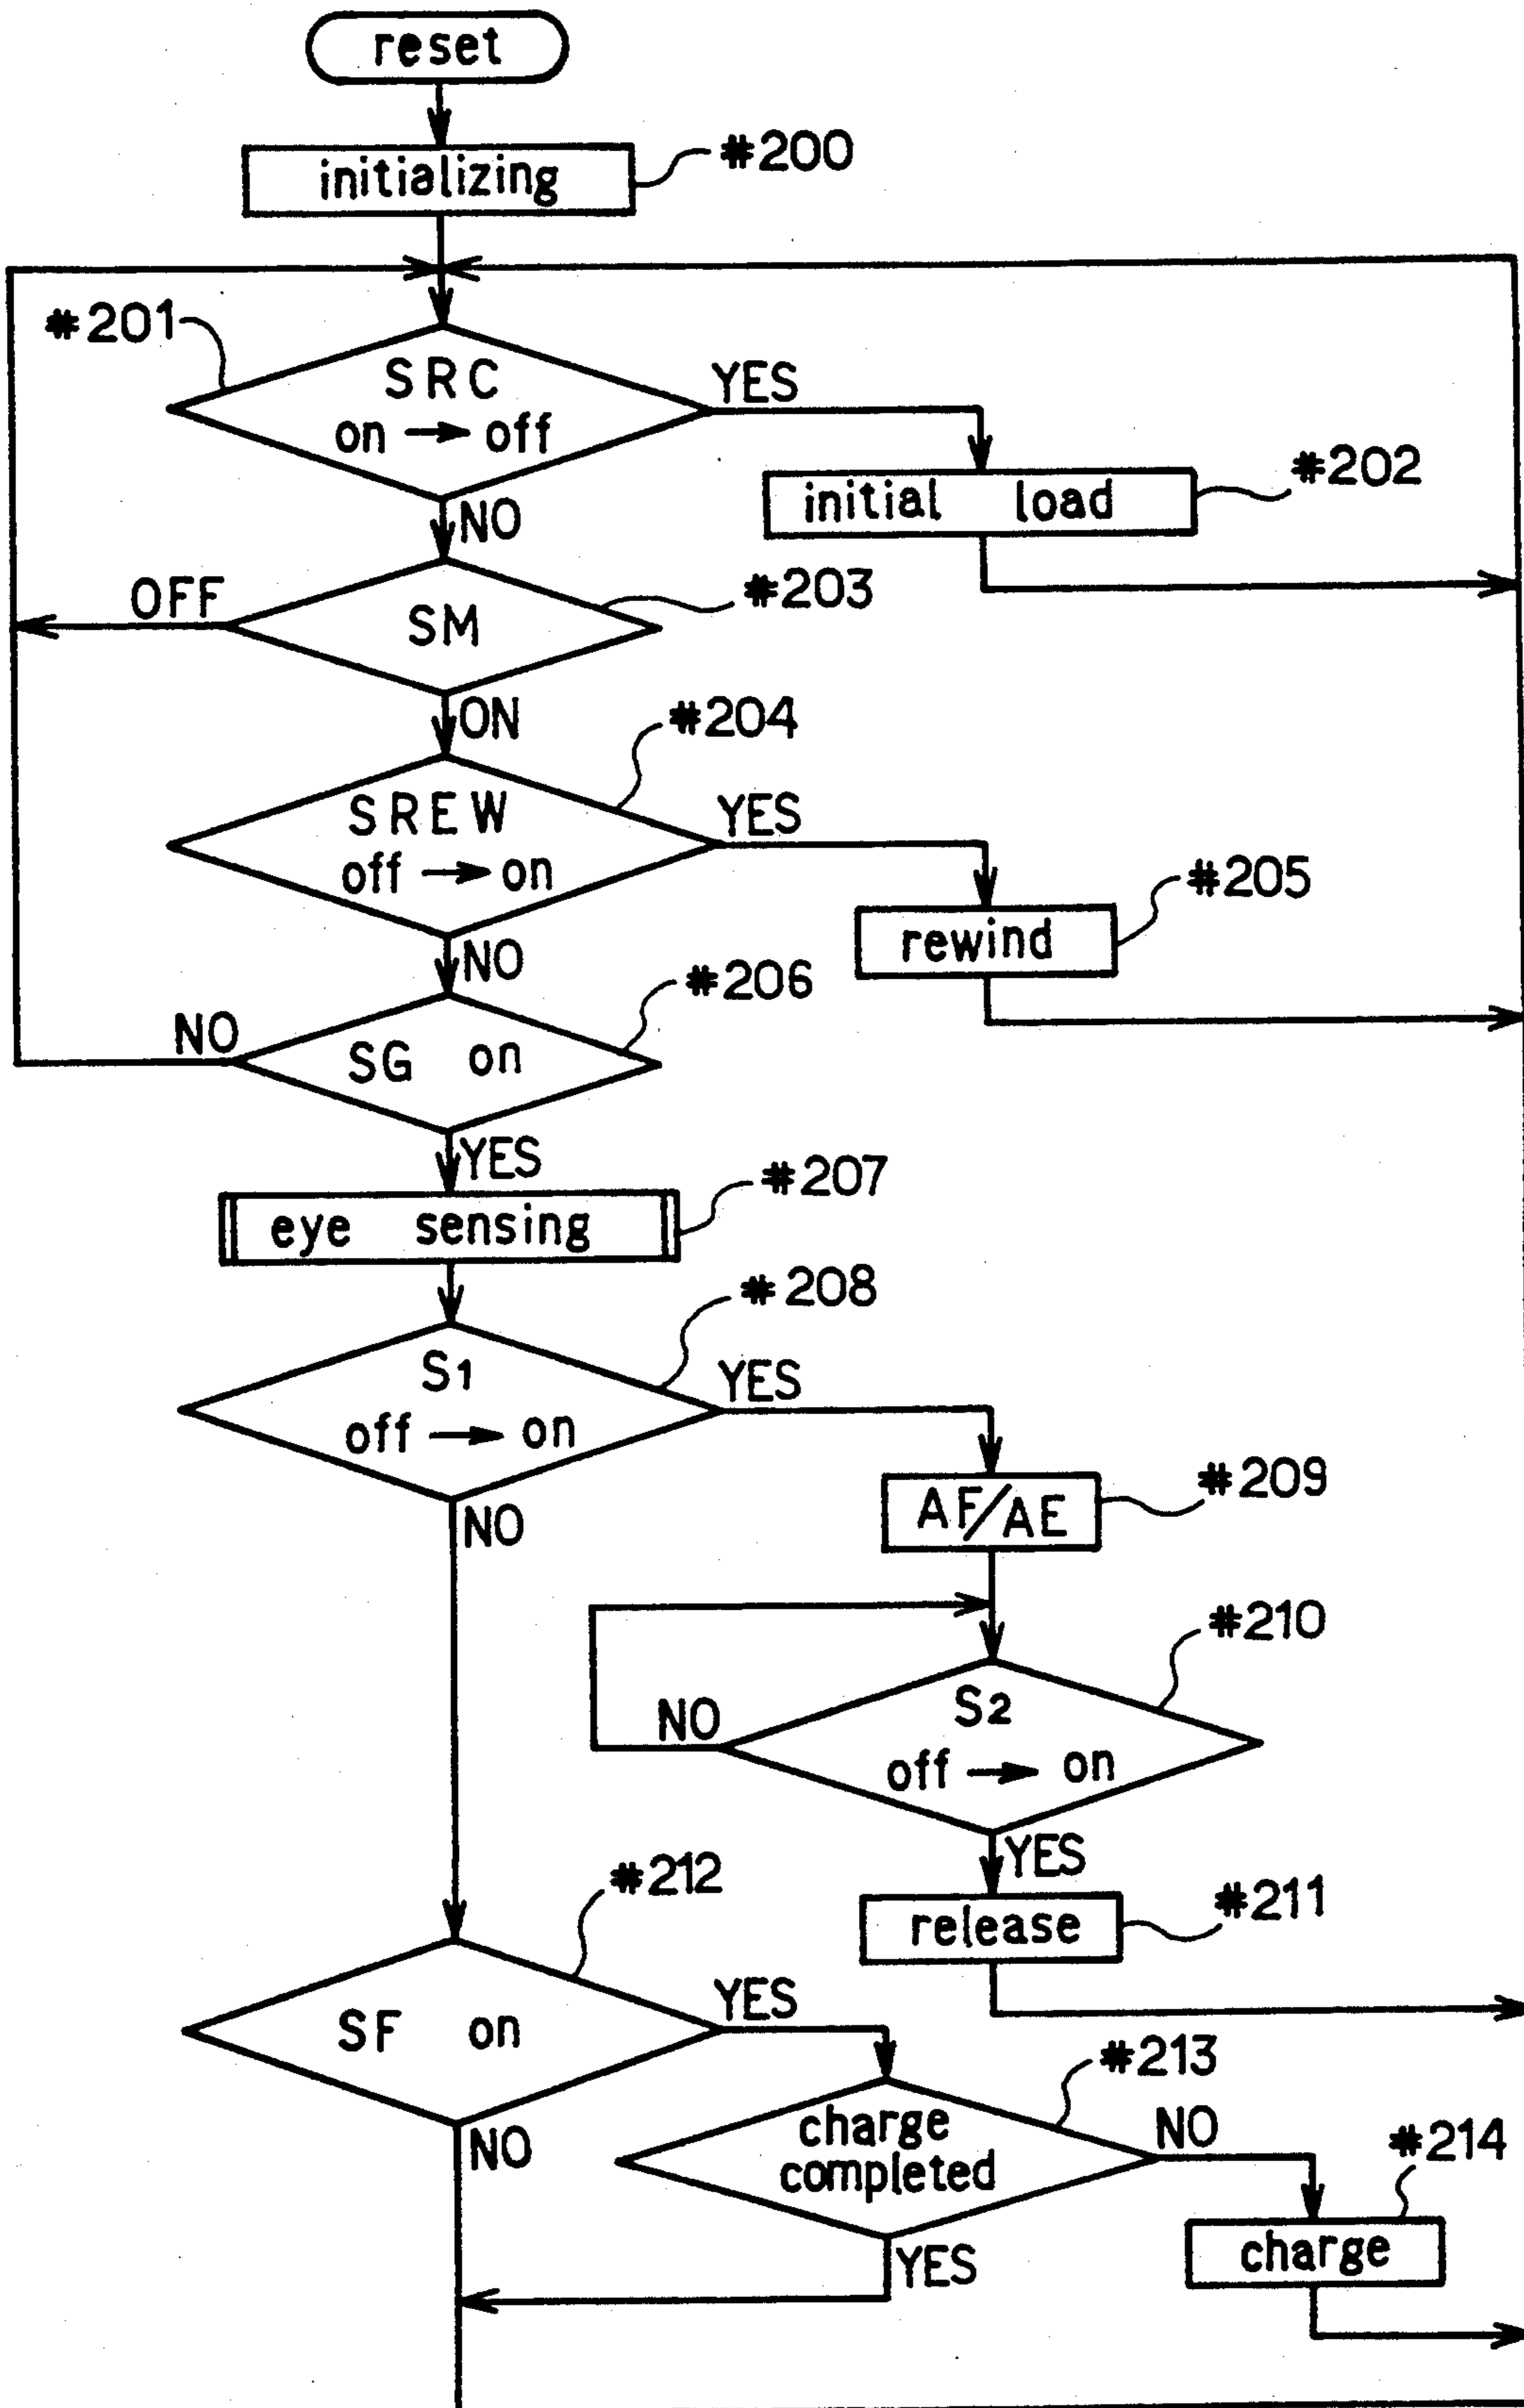 reset
initializing
#200
#201
SRC
on → off
YES
NO
initial load
#202
OFF
SM
#203
ON
#204
SREW
off → on
YES
NO
rewind
#205
#206
NO
SG on
YES
eye sensing
#207
#208
S1
off → on
YES
NO
AF/AE
#209
#210
NO
S2
off → on
YES
release
#211
#212
SF on
YES
NO
#213
charge
completed
NO
YES
#214
charge